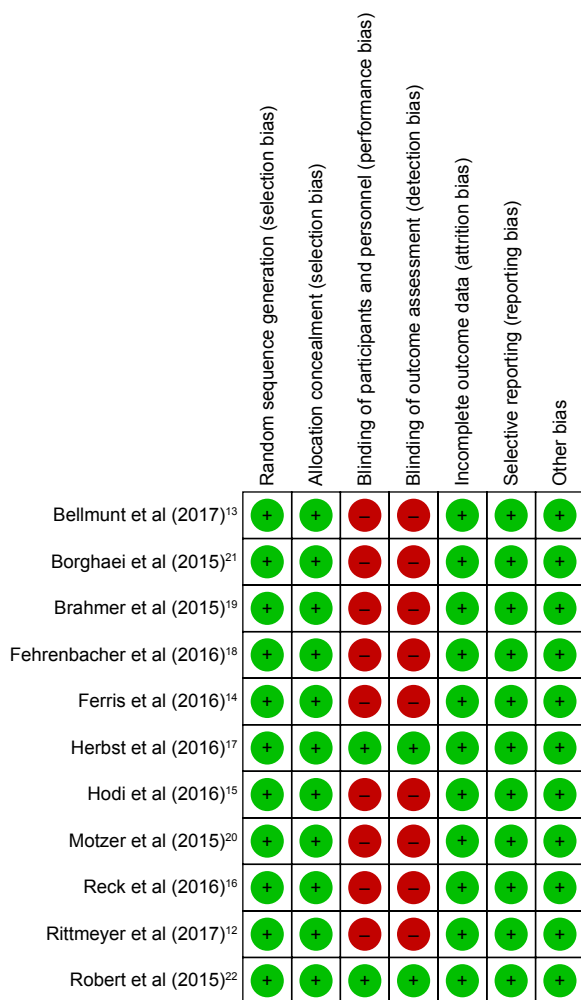 Random sequence generation (selection bias)
Allocation concealment (selection bias)
Blinding of participants and personnel (performance bias)
Blinding of outcome assessment (detection bias)
Incomplete outcome data (attrition bias)
Selective reporting (reporting bias)
Other bias
Bellmunt et al (2017)¹³ + + – – + + +
Borghaei et al (2015)²¹ + + – – + + +
Brahmer et al (2015)¹⁹ + + – – + + +
Fehrenbacher et al (2016)¹⁸ + + – – + + +
Ferris et al (2016)¹⁴ + + – – + + +
Herbst et al (2016)¹⁷ + + + + + + +
Hodi et al (2016)¹⁵ + + – – + + +
Motzer et al (2015)²⁰ + + – – + + +
Reck et al (2016)¹⁶ + + – – + + +
Rittmeyer et al (2017)¹² + + – – + + +
Robert et al (2015)²² + + + + + + +